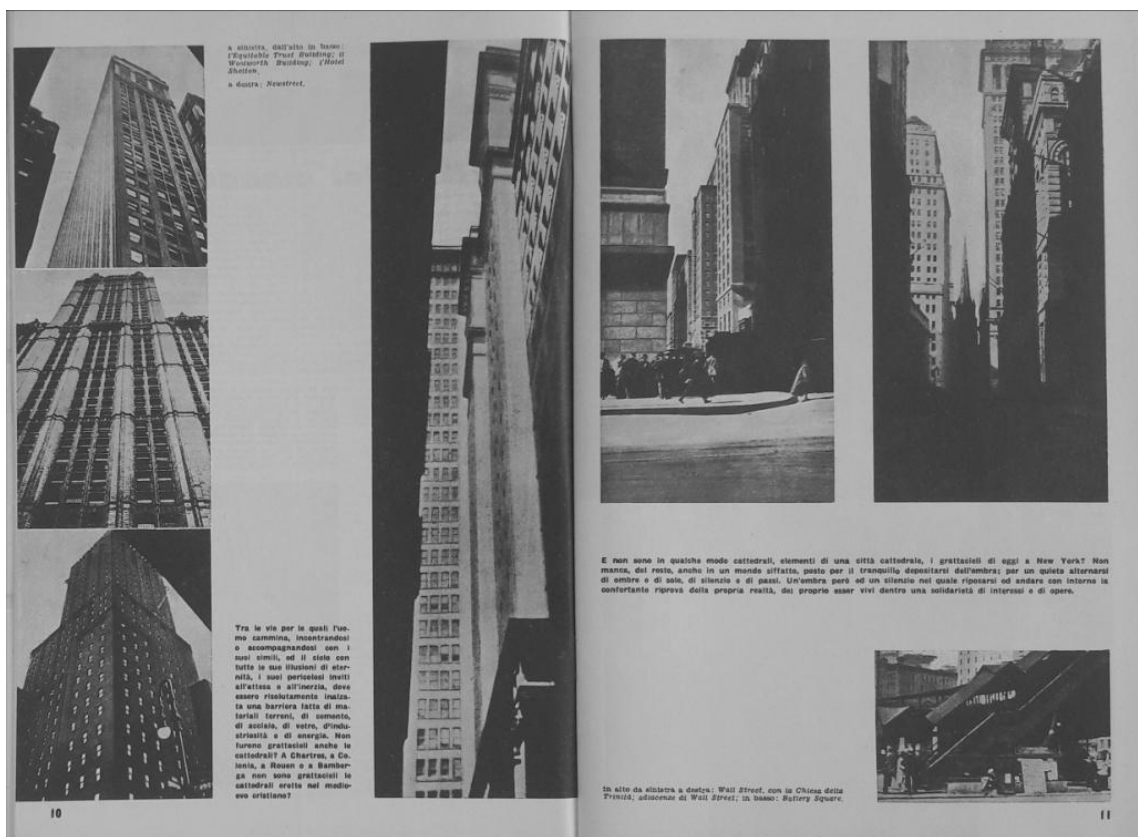 a sinistra, dall'alto in basso:
l'Equitable Trust Building; il
Woolworth Building; l'Hotel
Shelton.
a destra: Newstreet.
Tra le vie per le quali l'uo-
mo cammina, incontrandosi
o accompagnandosi con i
suoi simili, ed il cielo con
tutte le sue illusioni di eter-
nità, i suoi pericolosi inviti
all'attesa e all'inerzia, deve
essere risolutamente inalza-
ta una barriera fatta di ma-
teriali terreni, di cemento,
di acciaio, di vetro, d'indu-
striosità e di energia. Non
furono grattacieli anche le
cattedrali? A Chartres, a Co-
lonia, a Rouen o a Bamber-
ga non sono grattacieli le
cattedrali erette nel medio-
evo cristiano?
10
E non sono in qualche modo cattedrali, elementi di una città cattedrale, i grattacieli di oggi a New York? Non
manca, del resto, anche in un mondo siffatto, posto per il tranquillo depositarsi dell'ombra; per un quieto alternarsi
di ombre e di sole, di silenzio e di passi. Un'ombra però ed un silenzio nel quale riposarsi od andare con intorno la
confortante riprova della propria realtà, del proprio esser vivi dentro una solidarietà di interessi e di opere.
In alto da sinistra a destra: Wall Street, con la Chiesa della
Trinità; adiacenze di Wall Street; in basso: Battery Square.
11